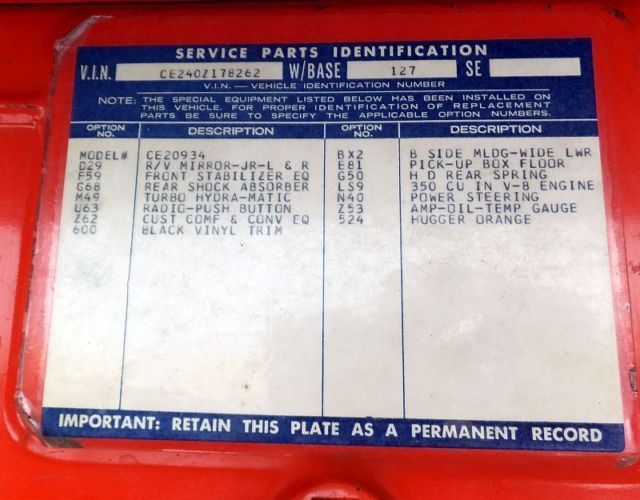 SERVICE PARTS IDENTIFICATION
V.I.N. CE240Z178262 W/BASE 127 SE
V.I.N. — VEHICLE IDENTIFICATION NUMBER
NOTE: THE SPECIAL EQUIPMENT LISTED BELOW HAS BEEN INSTALLED ON
THIS VEHICLE. FOR PROPER IDENTIFICATION OF REPLACEMENT
PARTS BE SURE TO SPECIFY THE APPLICABLE OPTION NUMBERS.
OPTION NO. DESCRIPTION OPTION NO. DESCRIPTION
MODEL# CE20934 BX2 B SIDE MLDG-WIDE LWR
D29 R/V MIRROR-JR-L & R E81 PICK-UP BOX FLOOR
F59 FRONT STABILIZER EQ G50 H D REAR SPRING
G68 REAR SHOCK ABSORBER LS9 350 CU IN V-8 ENGINE
M49 TURBO HYDRA-MATIC N40 POWER STEERING
U63 RADIO-PUSH BUTTON Z53 AMP-OIL-TEMP GAUGE
Z62 CUST COMF & CONV EQ 524 HUGGER ORANGE
600 BLACK VINYL TRIM
IMPORTANT: RETAIN THIS PLATE AS A PERMANENT RECORD